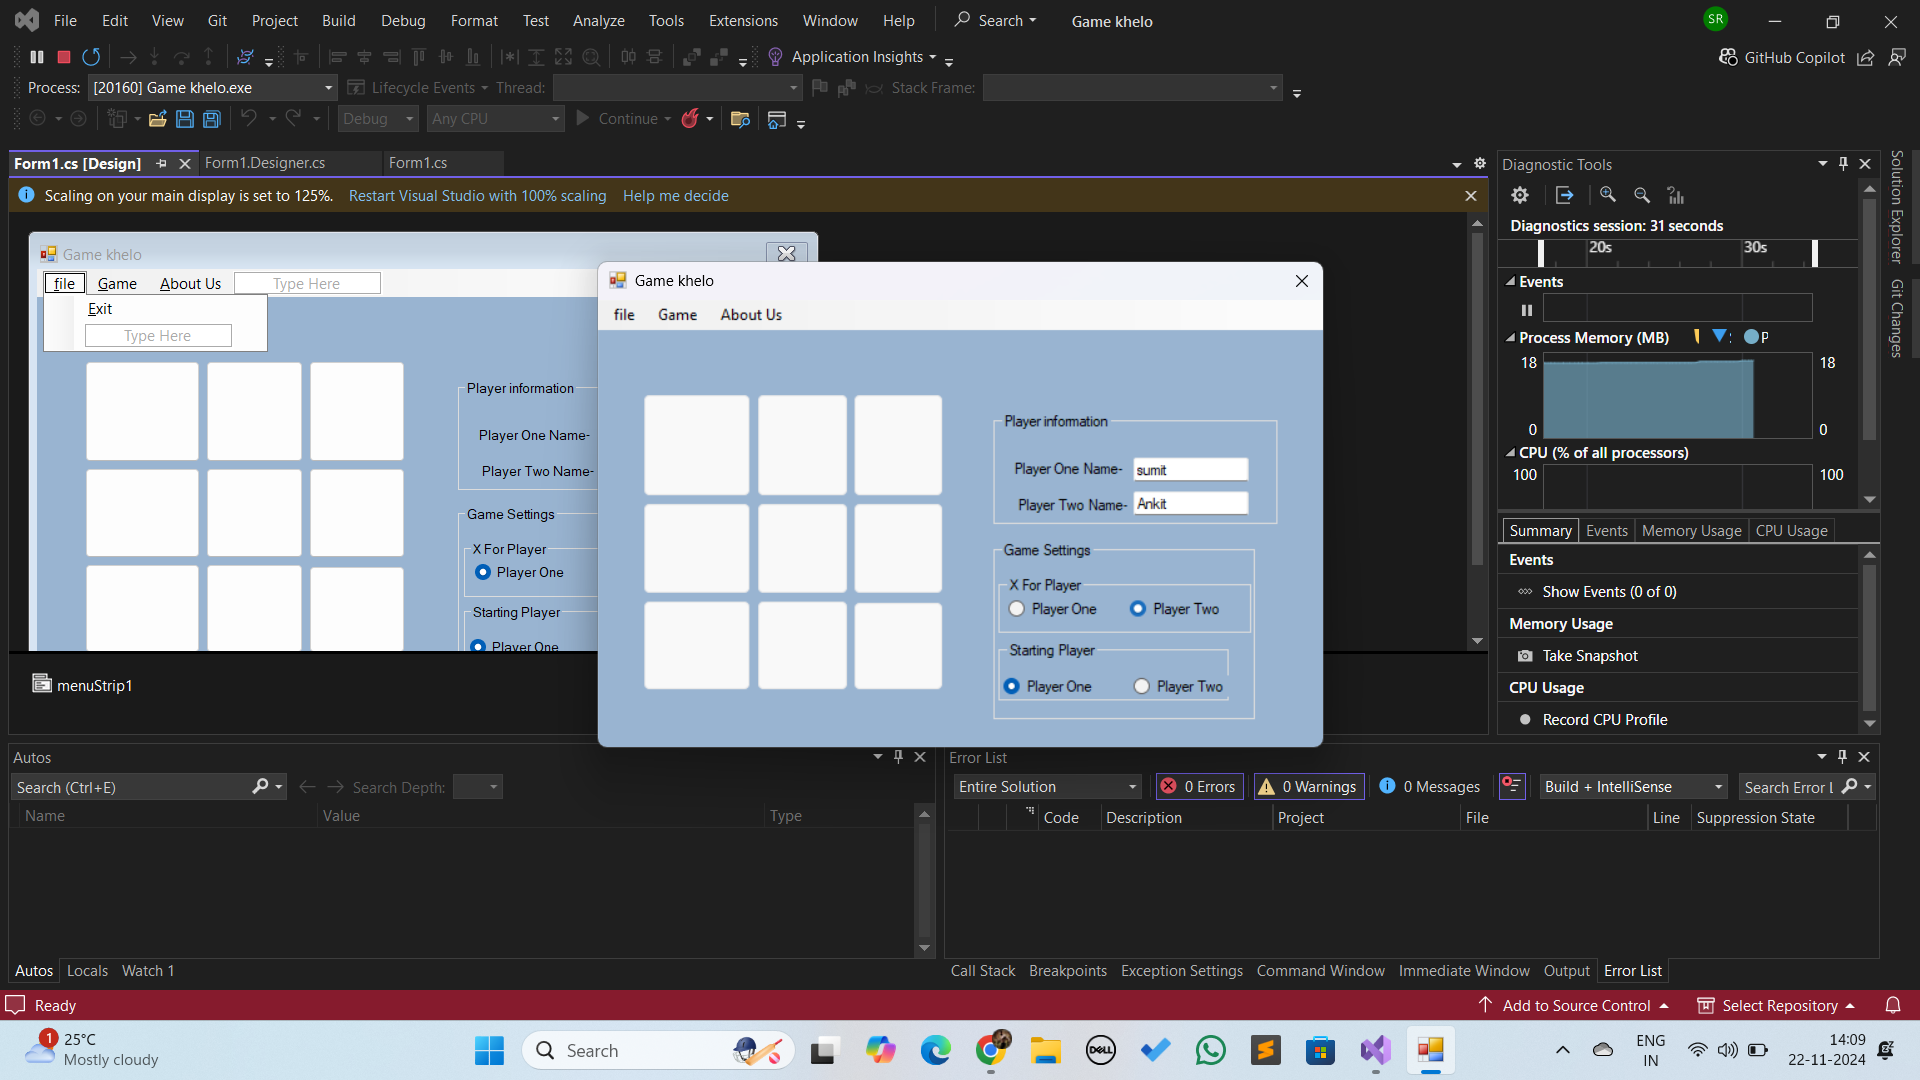 File Edit View Git Project Build Debug Format Test Analyze Tools Extensions Window Help Search Game khelo SR
Application Insights GitHub Copilot
Process: [20160] Game khelo.exe Lifecycle Events Thread: Stack Frame:
Debug Any CPU Continue
Form1.cs [Design] Form1.Designer.cs Form1.cs
Scaling on your main display is set to 125%. Restart Visual Studio with 100% scaling Help me decide
Game khelo
file Game About Us Type Here
Exit
Type Here
Player information
Player One Name-
Player Two Name-
Game Settings
X For Player
Player One
Starting Player
Player One
menuStrip1
Game khelo
file Game About Us
Player information
Player One Name- sumit
Player Two Name- Ankit
Game Settings
X For Player
Player One Player Two
Starting Player
Player One Player Two
Diagnostic Tools
Diagnostics session: 31 seconds
20s 30s
Events
Process Memory (MB) P
18 18
0 0
CPU (% of all processors)
100 100
Summary Events Memory Usage CPU Usage
Events
Show Events (0 of 0)
Memory Usage
Take Snapshot
CPU Usage
Record CPU Profile
Solution Explorer
Git Changes
Autos
Search (Ctrl+E) Search Depth:
Name Value Type
Autos Locals Watch 1
Error List
Entire Solution 0 Errors 0 Warnings 0 Messages Build + IntelliSense Search Error L
Code Description Project File Line Suppression State
Call Stack Breakpoints Exception Settings Command Window Immediate Window Output Error List
Ready Add to Source Control Select Repository
1 25°C
Mostly cloudy
Search
DELL
ENG
IN
14:09
22-11-2024